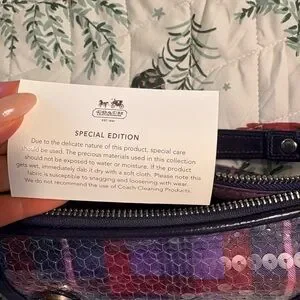 COACH
EST. 1941
SPECIAL EDITION
Due to the delicate nature of this product, special care
should be used. The precious materials used in this collection
should not be exposed to water or moisture. If the product
gets wet, immediately dab it dry with a soft cloth. Please note this
fabric is susceptible to snagging and loosening with wear.
We do not recommend the use of Coach Cleaning Products.